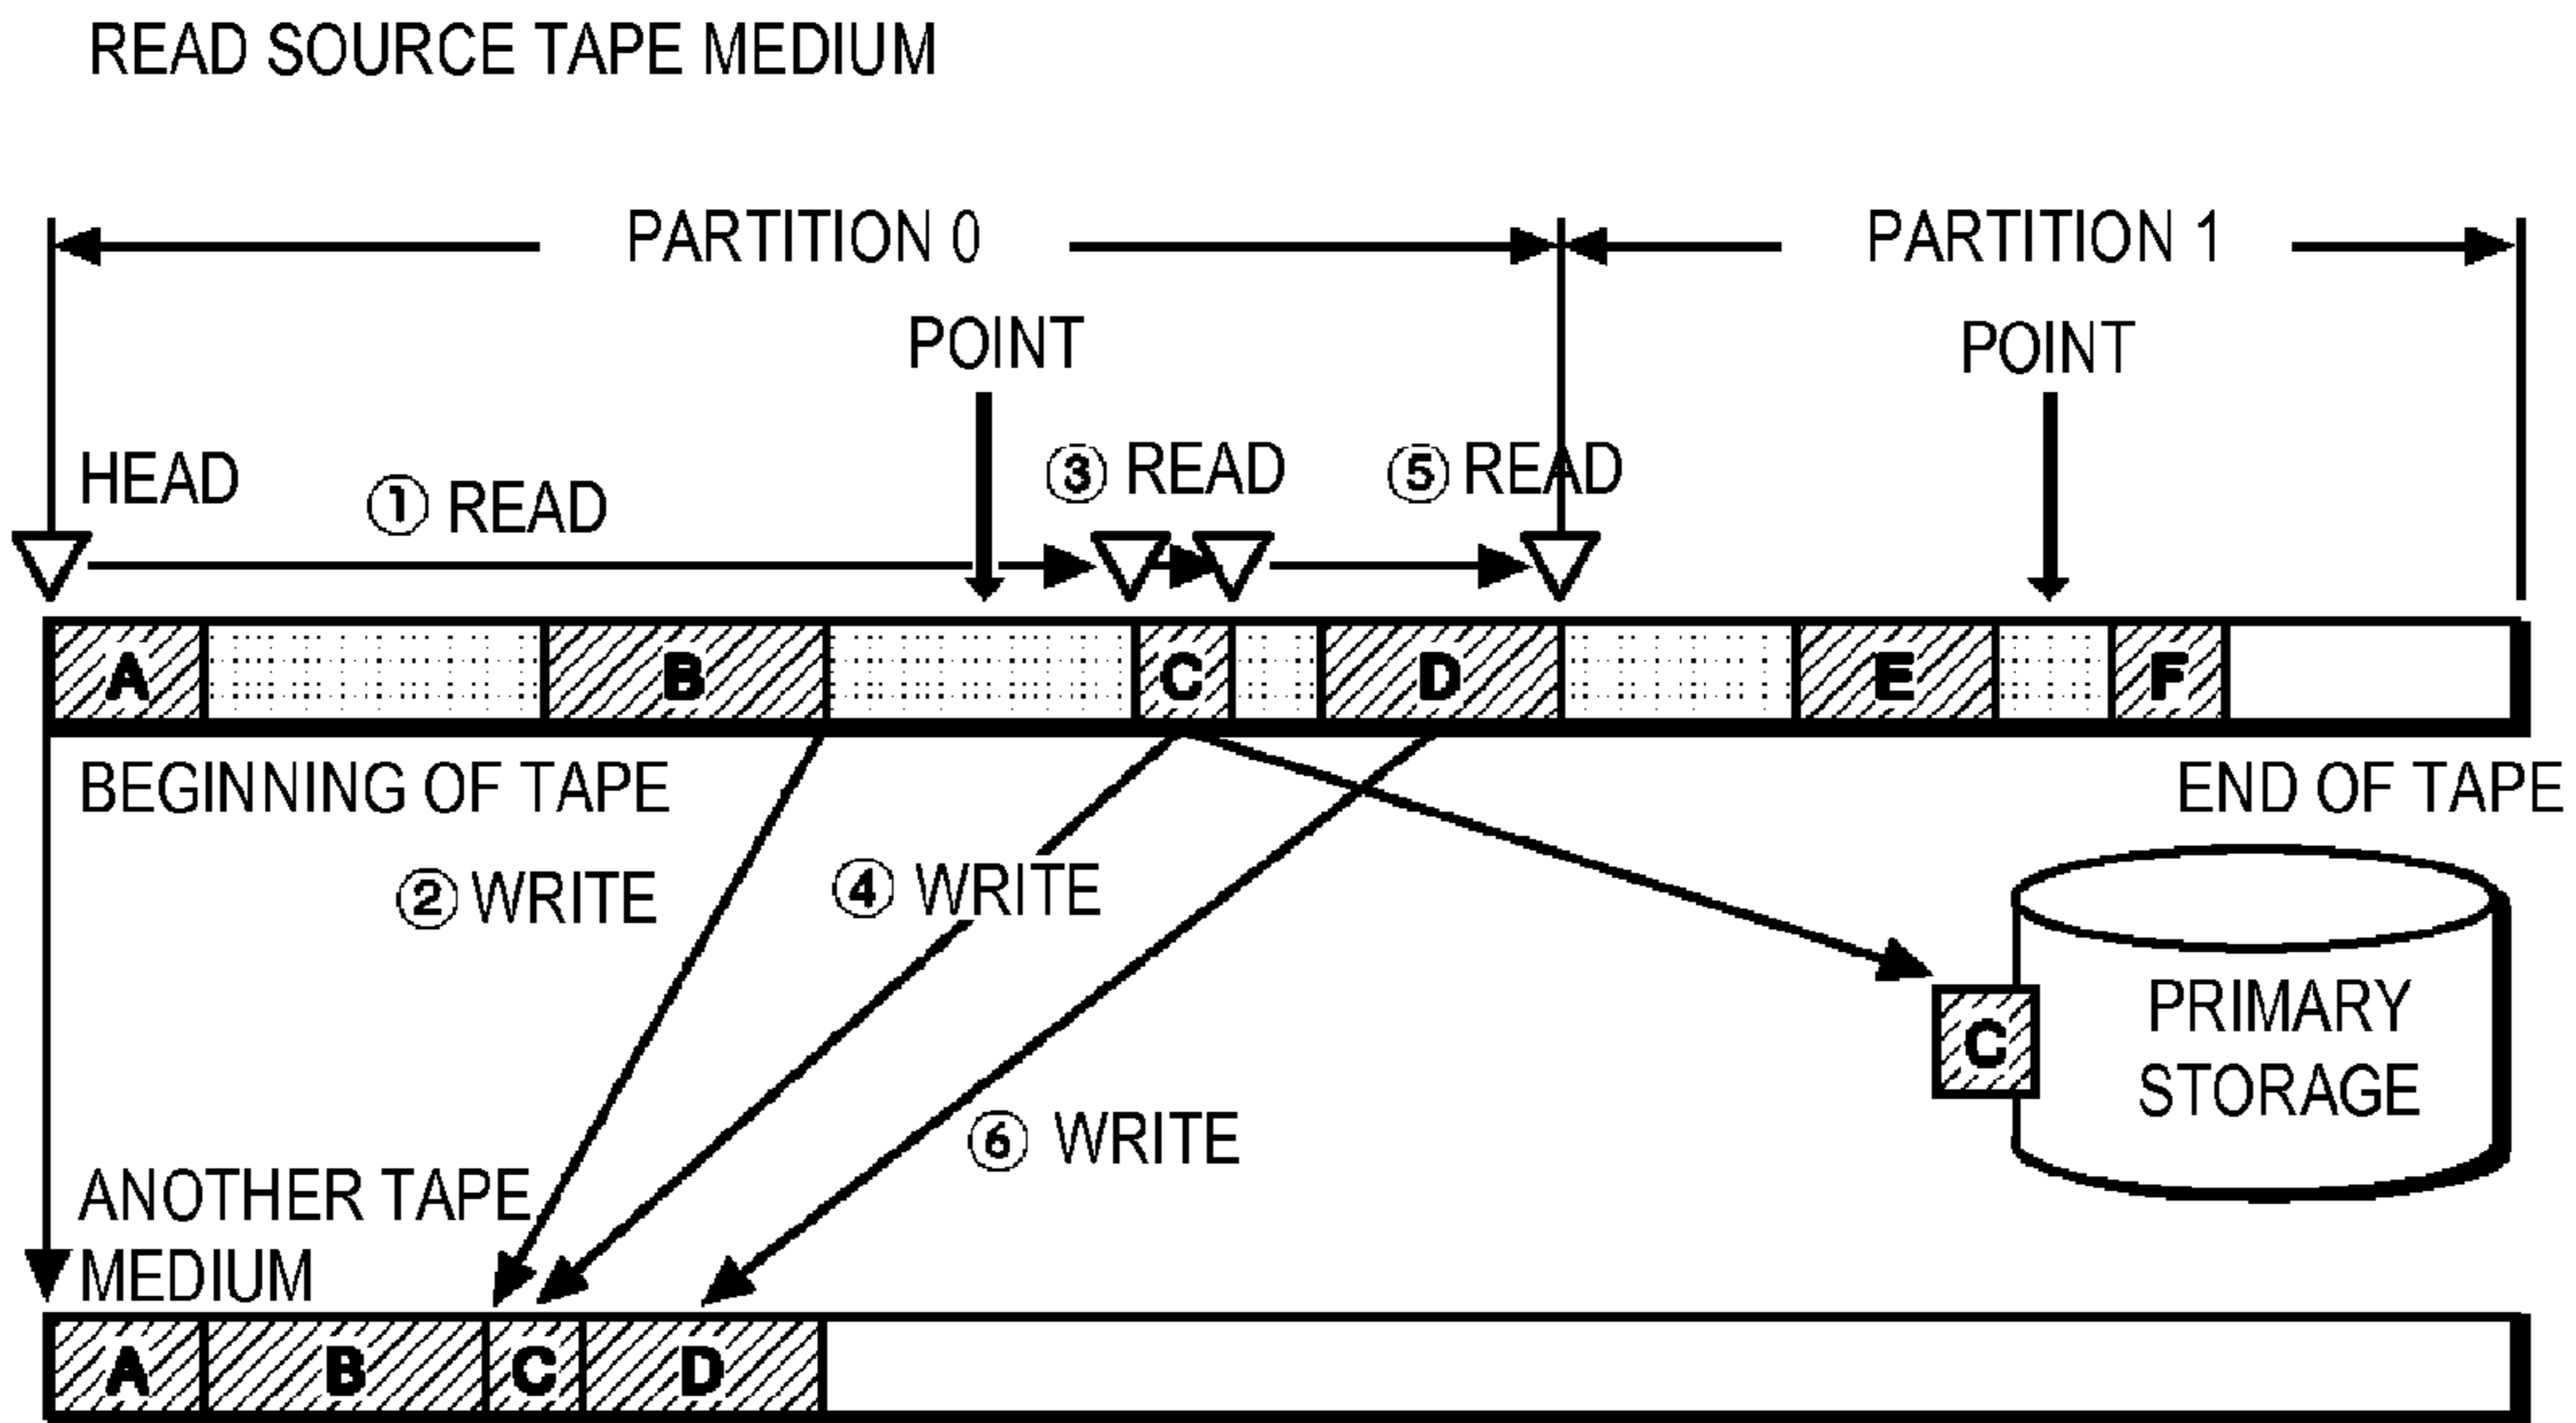 READ SOURCE TAPE MEDIUM
PARTITION 0
PARTITION 1
POINT
POINT
HEAD
① READ
③ READ
⑤ READ
A
B
C
D
E
F
BEGINNING OF TAPE
END OF TAPE
② WRITE
④ WRITE
⑥ WRITE
C
PRIMARY
STORAGE
ANOTHER TAPE
MEDIUM
A
B
C
D